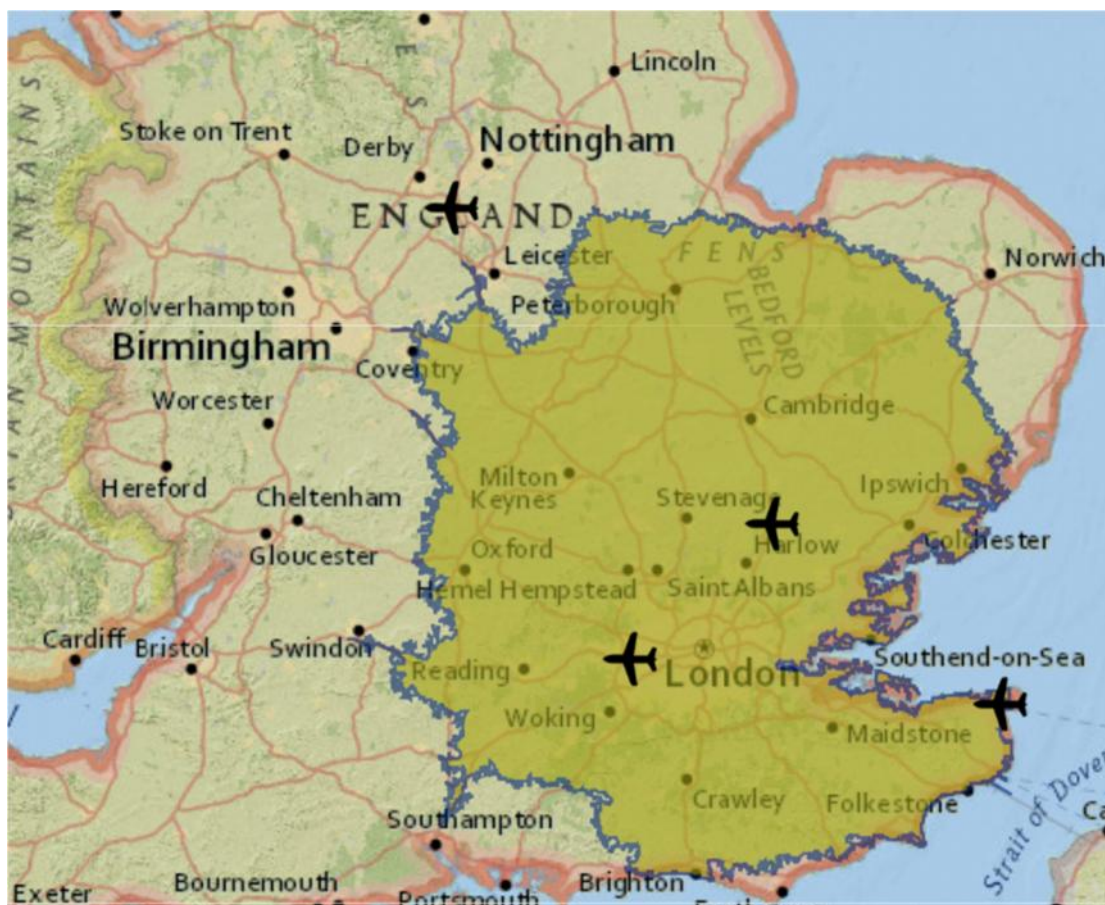 Lincoln
Stoke on Trent
Derby
Nottingham
ENGLAND
Leicester
FENS
Norwich
Wolverhampton
Peterborough
BEDFORD
LEVELS
Birmingham
Coventry
Worcester
Cambridge
Hereford
Cheltenham
Milton
Keynes
Stevenage
Ipswich
Gloucester
Oxford
Harlow
Colchester
Hemel Hempstead
Saint Albans
Cardiff
Bristol
Swindon
Reading
London
Southend-on-Sea
Woking
Maidstone
Crawley
Folkestone
Strait of Dover
Southampton
Exeter
Bournemouth
Portsmouth
Brighton